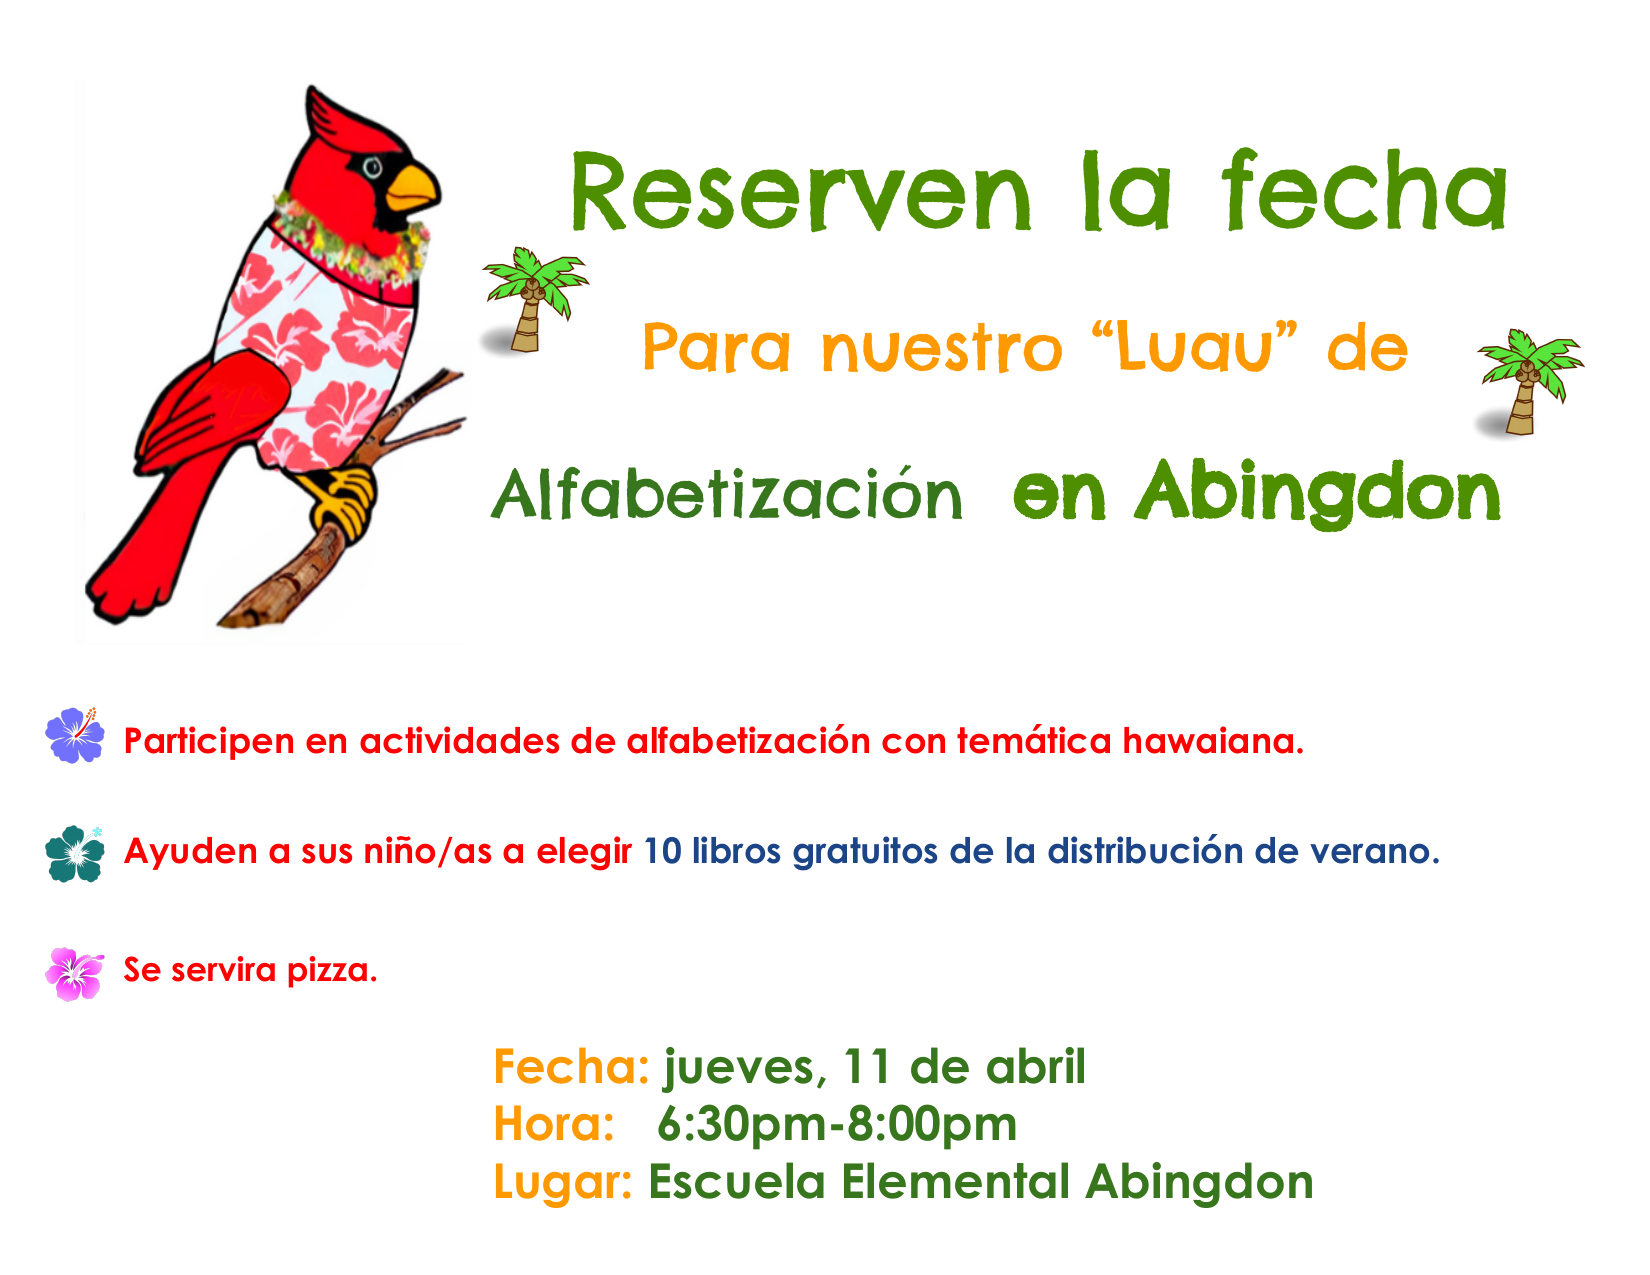 Reserven la fecha
Para nuestro “Luau” de
Alfabetización en Abingdon
Participen en actividades de alfabetización con temática hawaiana.
Ayuden a sus niño/as a elegir 10 libros gratuitos de la distribución de verano.
Se servira pizza.
Fecha: jueves, 11 de abril
Hora: 6:30pm-8:00pm
Lugar: Escuela Elemental Abingdon